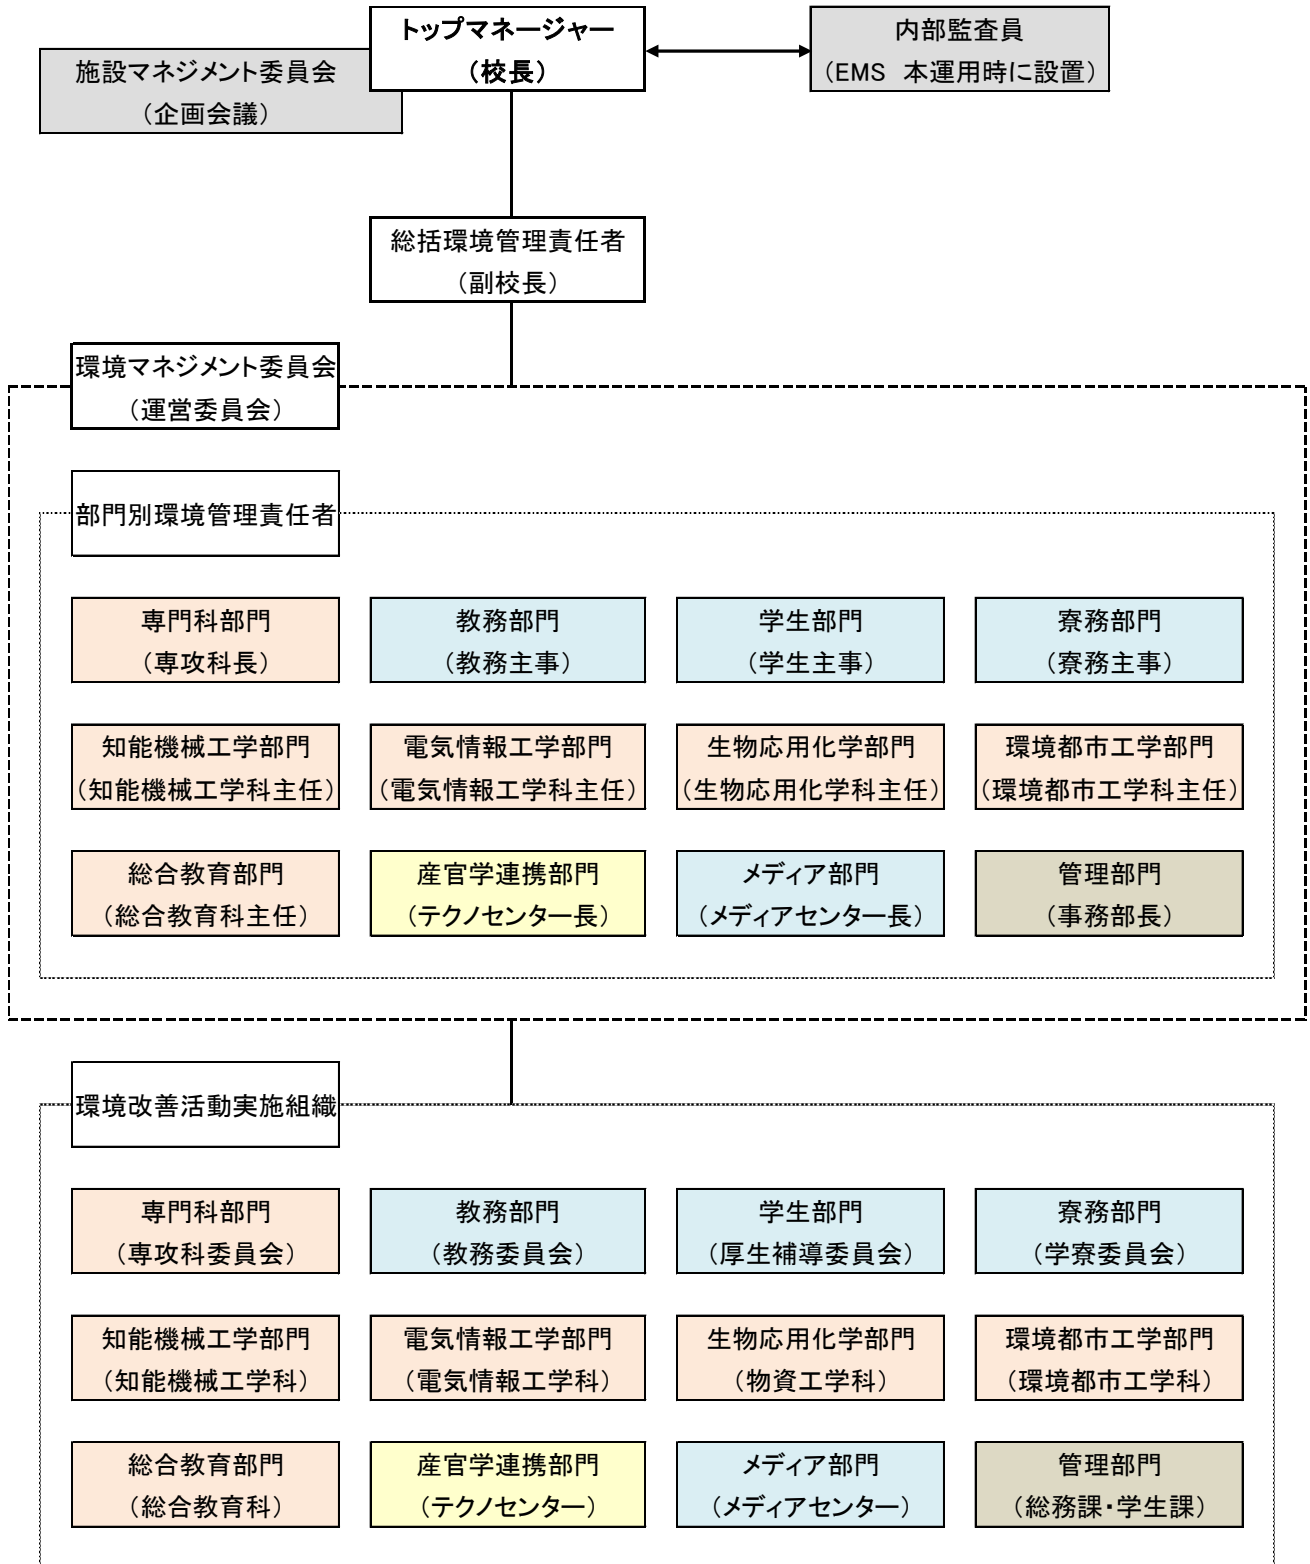 トップマネージャー
（校長）
内部監査員
（EMS 本運用時に設置）
施設マネジメント委員会
（企画会議）
総括環境管理責任者
（副校長）
環境マネジメント委員会
（運営委員会）
部門別環境管理責任者
専門科部門
（専攻科長）
教務部門
（教務主事）
学生部門
（学生主事）
寮務部門
（寮務主事）
知能機械工学部門
（知能機械工学科主任）
電気情報工学部門
（電気情報工学科主任）
生物応用化学部門
（生物応用化学科主任）
環境都市工学部門
（環境都市工学科主任）
総合教育部門
（総合教育科主任）
産官学連携部門
（テクノセンター長）
メディア部門
（メディアセンター長）
管理部門
（事務部長）
環境改善活動実施組織
専門科部門
（専攻科委員会）
教務部門
（教務委員会）
学生部門
（厚生補導委員会）
寮務部門
（学寮委員会）
知能機械工学部門
（知能機械工学科）
電気情報工学部門
（電気情報工学科）
生物応用化学部門
（物資工学科）
環境都市工学部門
（環境都市工学科）
総合教育部門
（総合教育科）
産官学連携部門
（テクノセンター）
メディア部門
（メディアセンター）
管理部門
（総務課・学生課）